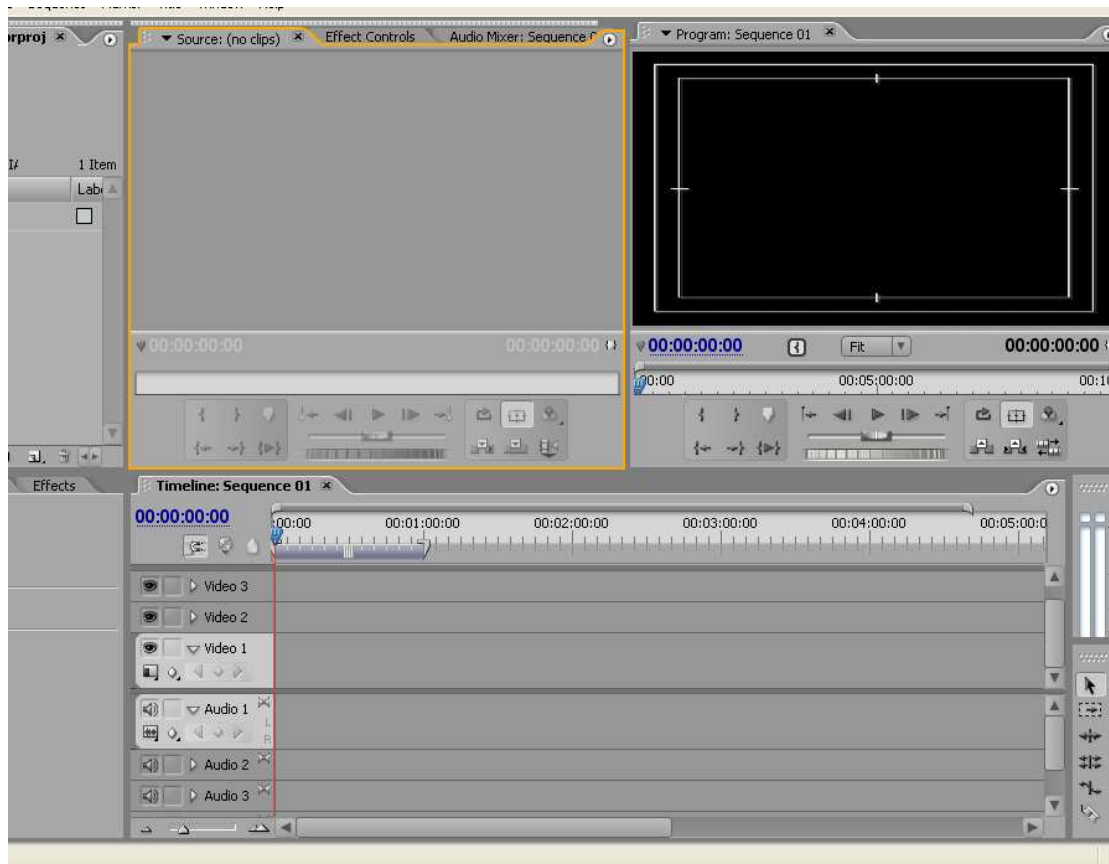 rproj
Source: (no clips)
Effect Controls
Audio Mixer: Sequence
Program: Sequence 01
1 Item
Labe
00:00:00:00
00:00:00:00
00:00:00:00
Fit
00:00:00:00
00:00
00:05:00:00
00:1
Effects
Timeline: Sequence 01
00:00:00:00
:00:00
00:01:00:00
00:02:00:00
00:03:00:00
00:04:00:00
00:05:00:0
Video 3
Video 2
Video 1
Audio 1
L
R
Audio 2
Audio 3